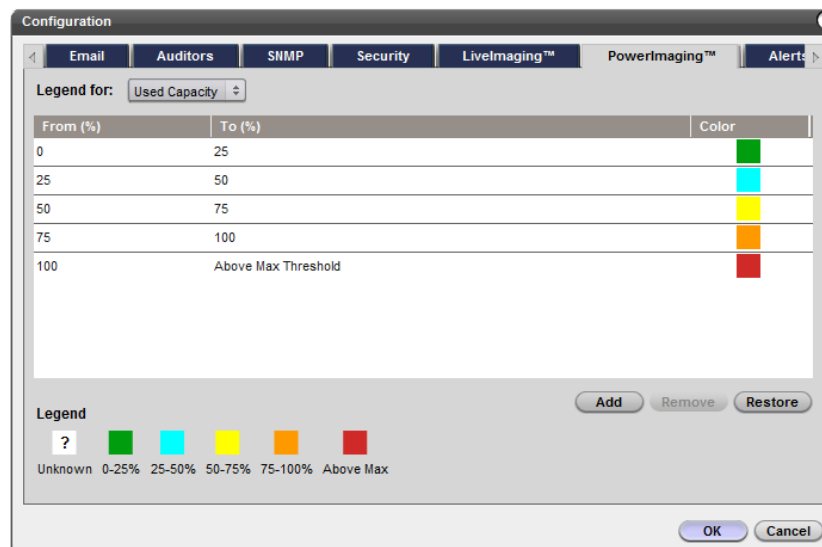 Configuration
Email Auditors SNMP Security LiveImaging™ PowerImaging™ Alerts
Legend for: Used Capacity
From (%) To (%) Color
0 25
25 50
50 75
75 100
100 Above Max Threshold
Add Remove Restore
Legend
?
Unknown 0-25% 25-50% 50-75% 75-100% Above Max
OK Cancel